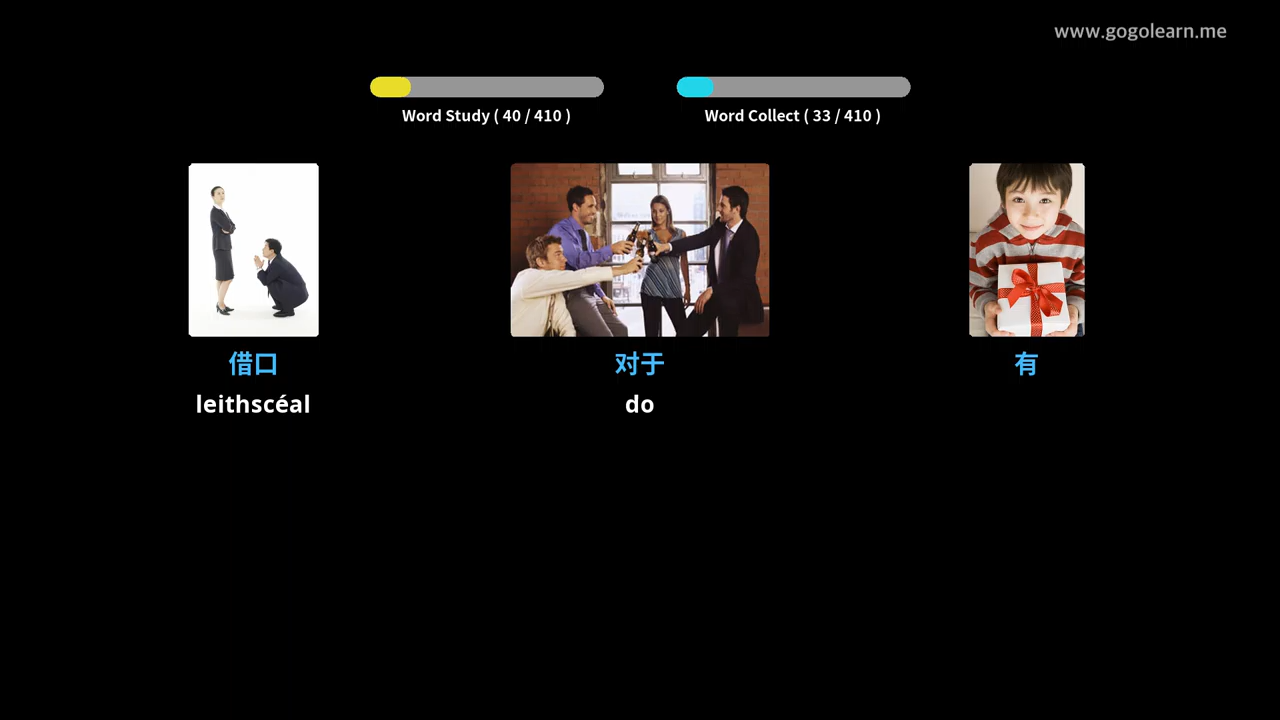 www.gogolearn.me
Word Study ( 40 / 410 )
Word Collect ( 33 / 410 )
借口
对于
有
leithscéal
do